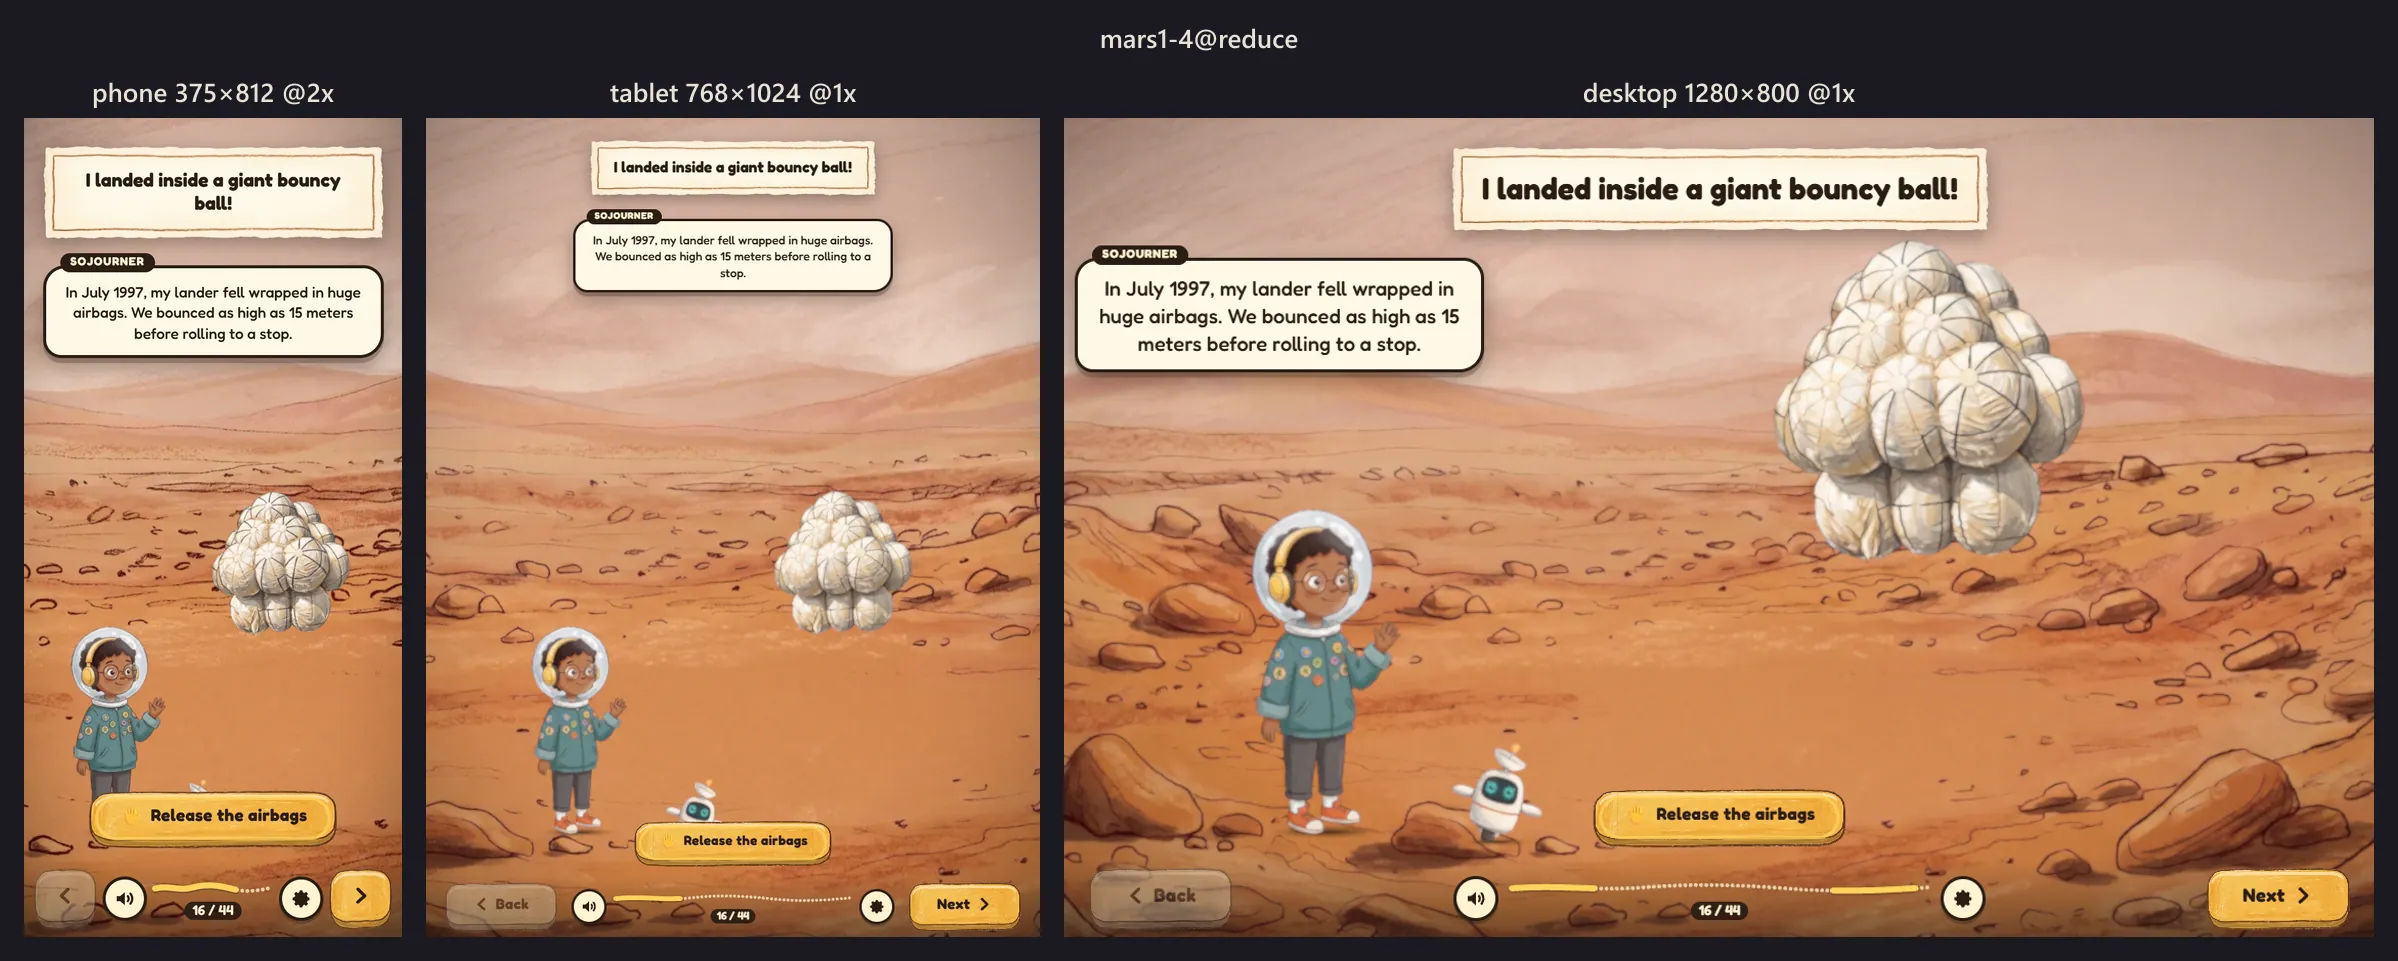 mars1-4@reduce
phone 375×812 @2x
I landed inside a giant bouncy
ball!
SOJOURNER
In July 1997, my lander fell wrapped in huge
airbags. We bounced as high as 15 meters
before rolling to a stop.
Release the airbags
16 / 44
tablet 768×1024 @1x
I landed inside a giant bouncy ball!
SOJOURNER
In July 1997, my lander fell wrapped in huge airbags.
We bounced as high as 15 meters before rolling to a
stop.
Release the airbags
Back
16 / 44
Next
desktop 1280×800 @1x
I landed inside a giant bouncy ball!
SOJOURNER
In July 1997, my lander fell wrapped in
huge airbags. We bounced as high as 15
meters before rolling to a stop.
Release the airbags
Back
16 / 44
Next